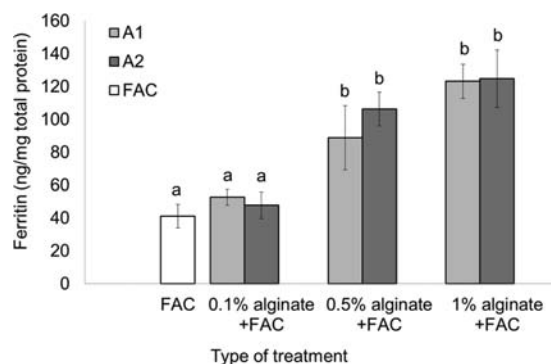 160
140
120
100
80
60
40
20
0
Ferritin (ng/mg total protein)
A1
A2
FAC
a
a
a
b
b
b
b
FAC
0.1% alginate
+FAC
0.5% alginate
+FAC
1% alginate
+FAC
Type of treatment